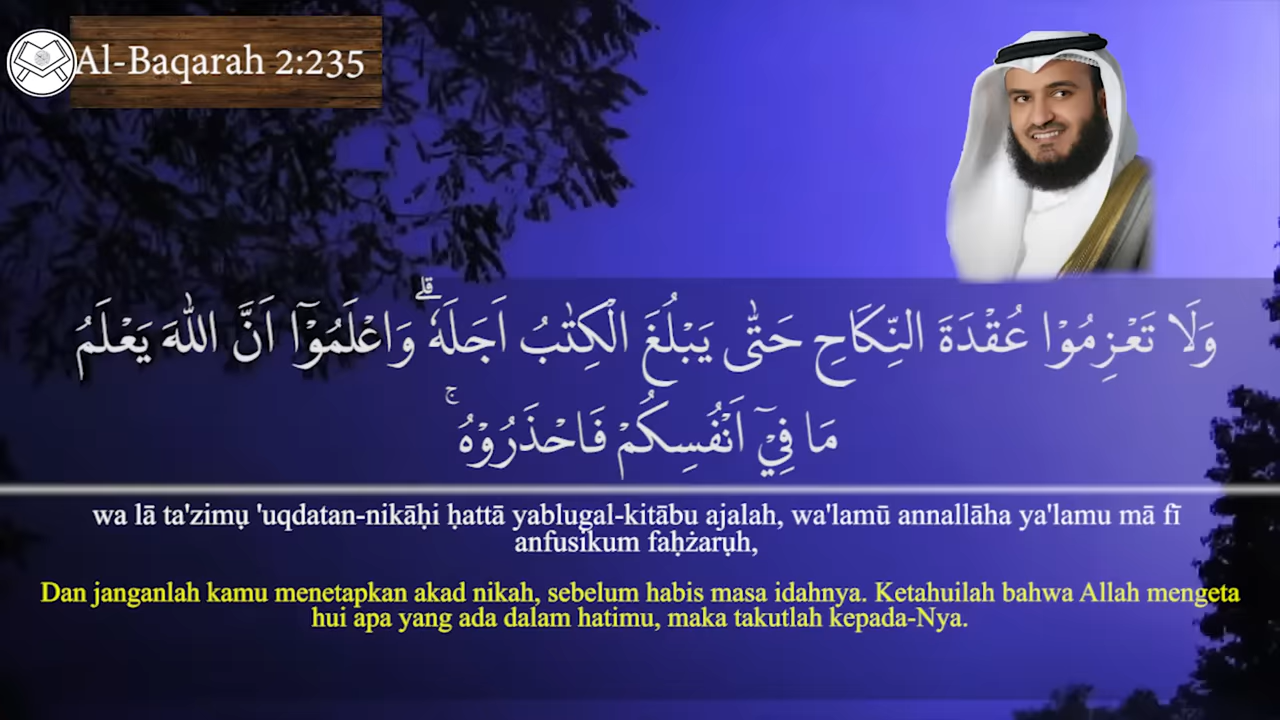 Al-Baqarah 2:235
وَلَا تَعْزِمُوْا عُقْدَةَ النِّكَاحِ حَتّٰى يَبْلُغَ الْكِتٰبُ اَجَلَهٗ ۗ وَاعْلَمُوْٓا اَنَّ اللّٰهَ يَعْلَمُ
مَا فِيْٓ اَنْفُسِكُمْ فَاحْذَرُوْهُ ۚ
wa lā ta'zimụ 'uqdatan-nikāḥi ḥattā yablugal-kitābu ajalah, wa'lamū annallāha ya'lamu mā fī
anfusikum faḥżarụh,
Dan janganlah kamu menetapkan akad nikah, sebelum habis masa idahnya. Ketahuilah bahwa Allah mengeta
hui apa yang ada dalam hatimu, maka takutlah kepada-Nya.